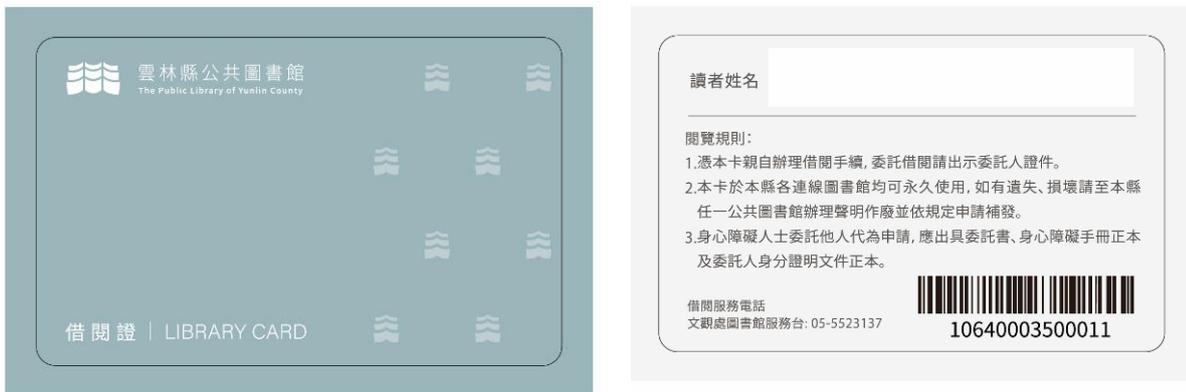 雲林縣公共圖書館
The Public Library of Yunlin County
借閱證 | LIBRARY CARD
讀者姓名
閱覽規則:
1.憑本卡親自辦理借閱手續,委託借閱請出示委託人證件。
2.本卡於本縣各連線圖書館均可永久使用,如有遺失、損壞請至本縣
任一公共圖書館辦理聲明作廢並依規定申請補發。
3.身心障礙人士委託他人代為申請,應出具委託書、身心障礙手冊正本
及委託人身分證明文件正本。
借閱服務電話
文觀處圖書館服務台: 05-5523137
10640003500011